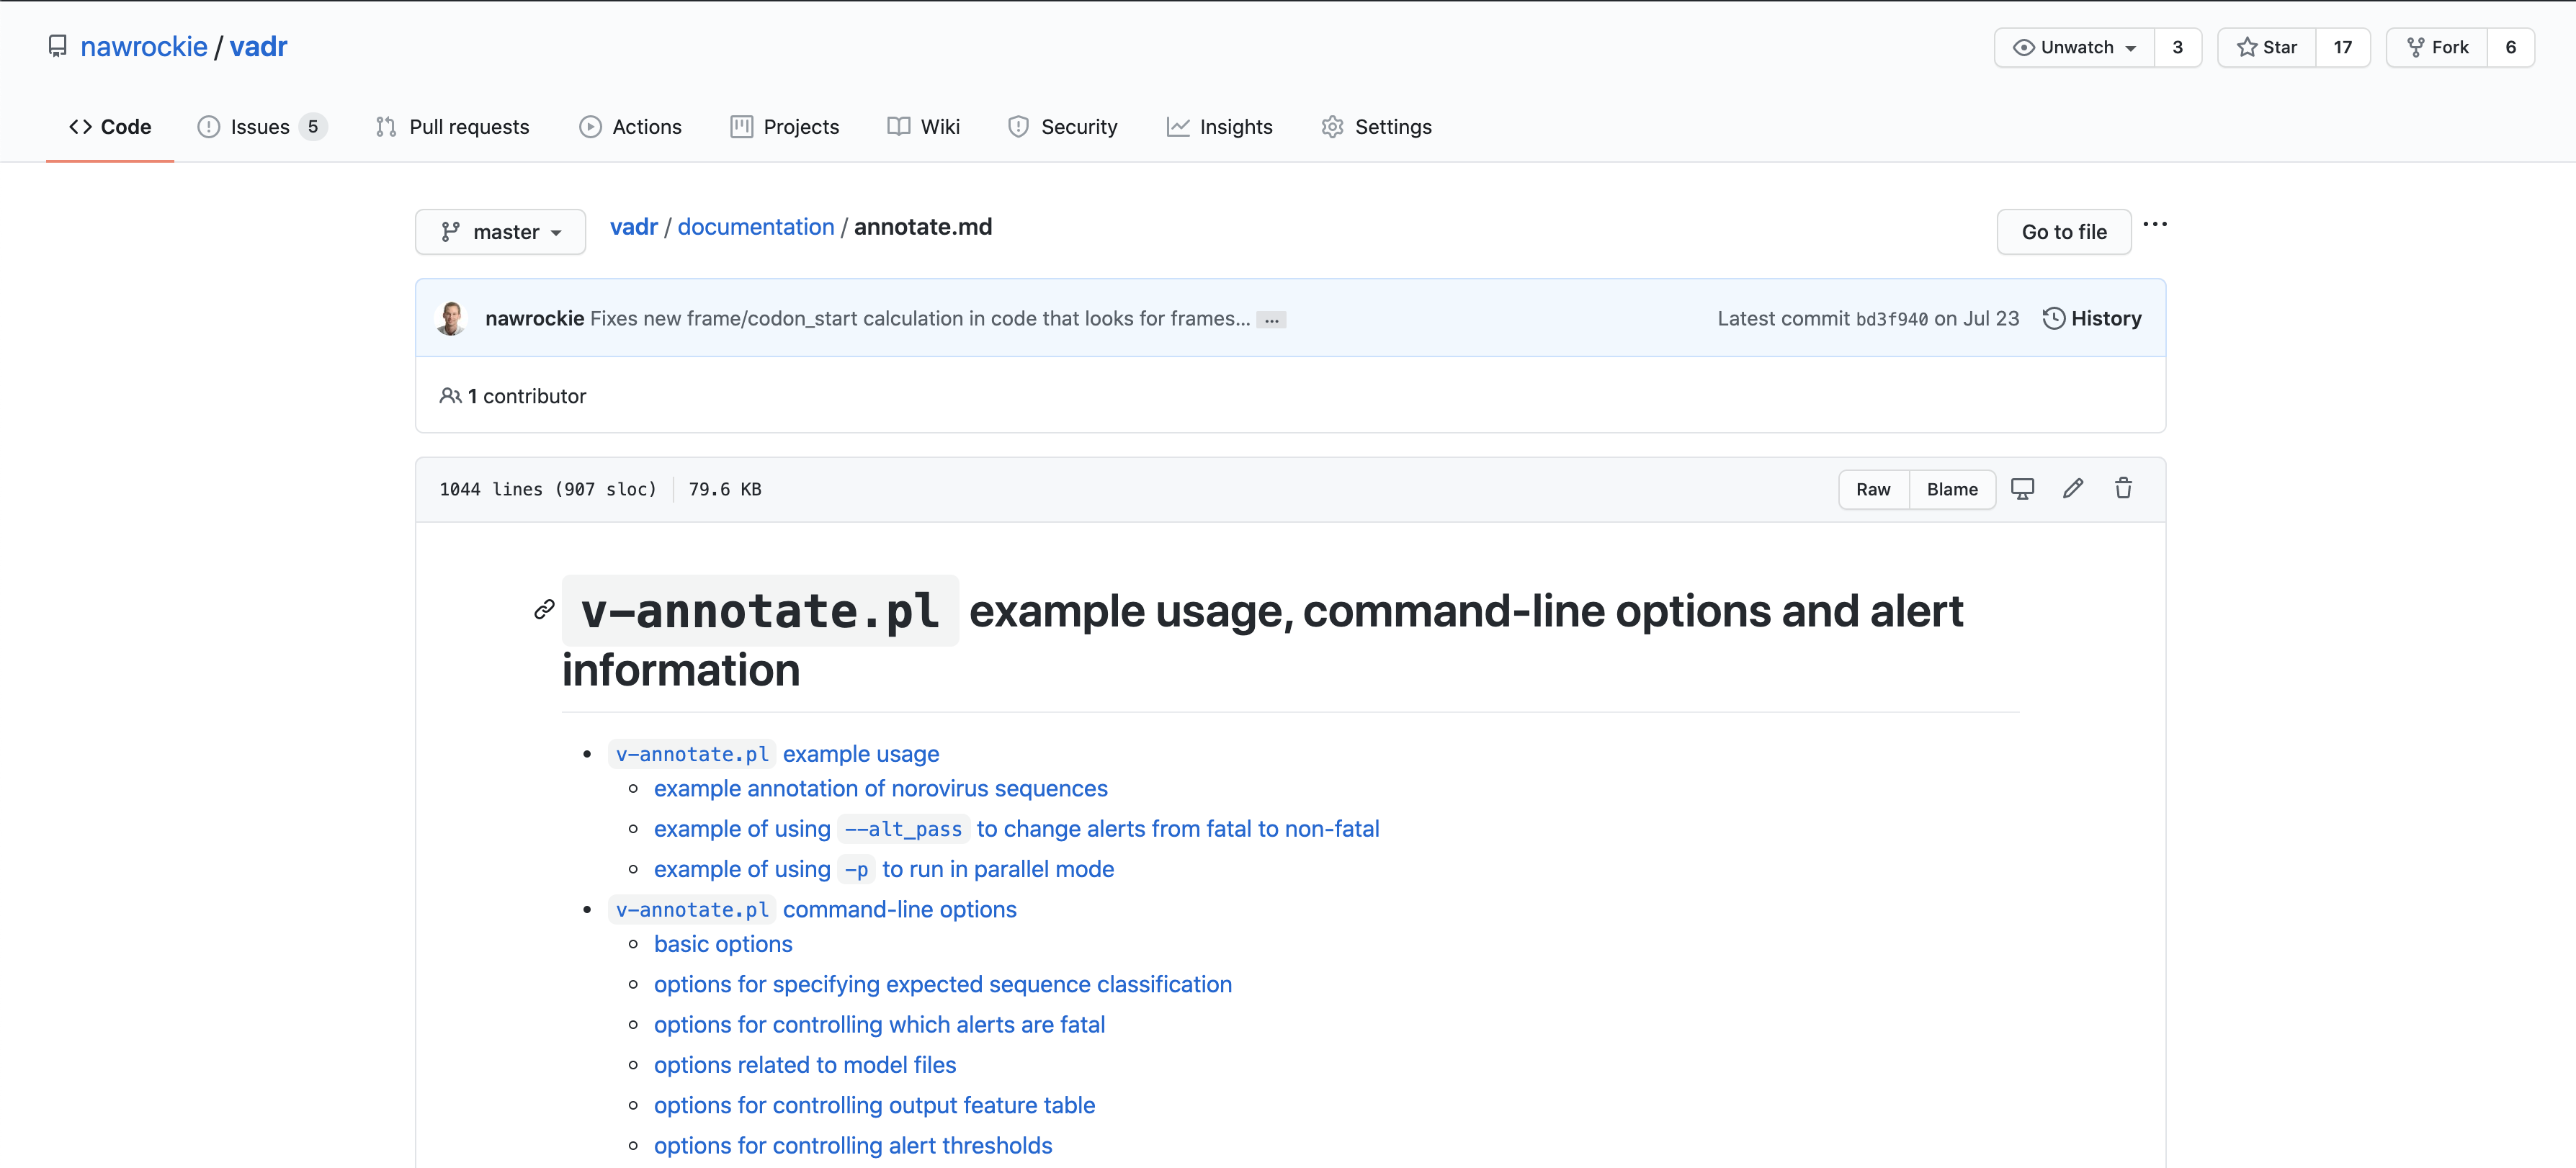 nawrockie / vadr
Unwatch 3 Star 17 Fork 6
Code Issues 5 Pull requests Actions Projects Wiki Security Insights Settings
master vadr / documentation / annotate.md Go to file ...
nawrockie Fixes new frame/codon_start calculation in code that looks for frames... ... Latest commit bd3f940 on Jul 23 History
1 contributor
1044 lines (907 sloc) 79.6 KB Raw Blame
v-annotate.pl example usage, command-line options and alert
information
• v-annotate.pl example usage
example annotation of norovirus sequences
example of using --alt_pass to change alerts from fatal to non-fatal
example of using -p to run in parallel mode
• v-annotate.pl command-line options
basic options
options for specifying expected sequence classification
options for controlling which alerts are fatal
options related to model files
options for controlling output feature table
options for controlling alert thresholds